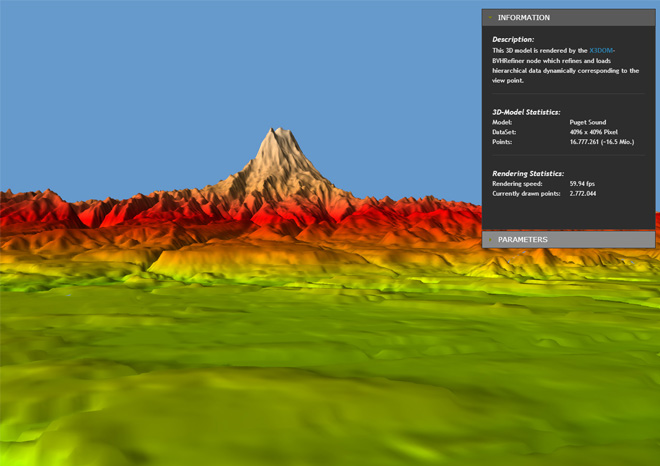 INFORMATION
Description:
This 3D model is rendered by the X3DOM-
BVHRefiner node which refines and loads
hierarchical data dynamically corresponding to the
view point.
3D-Model Statistics:
Model: Puget Sound
DataSet: 4096 x 4096 Pixel
Points: 16.777.261 (~16.5 Mio.)
Rendering Statistics:
Rendering speed: 59.94 fps
Currently drawn points: 2.772.044
PARAMETERS